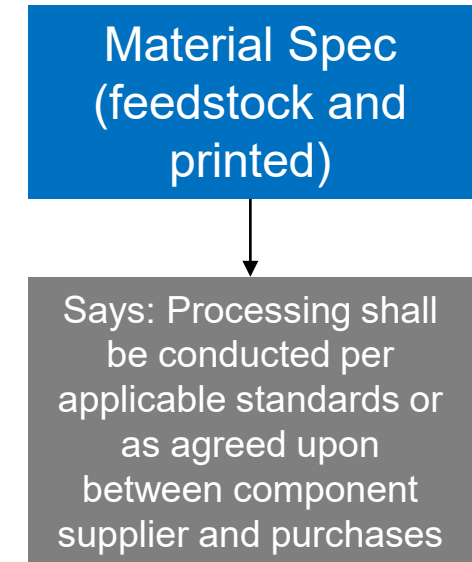 Material Spec
(feedstock and
printed)
Says: Processing shall
be conducted per
applicable standards or
as agreed upon
between component
supplier and purchases